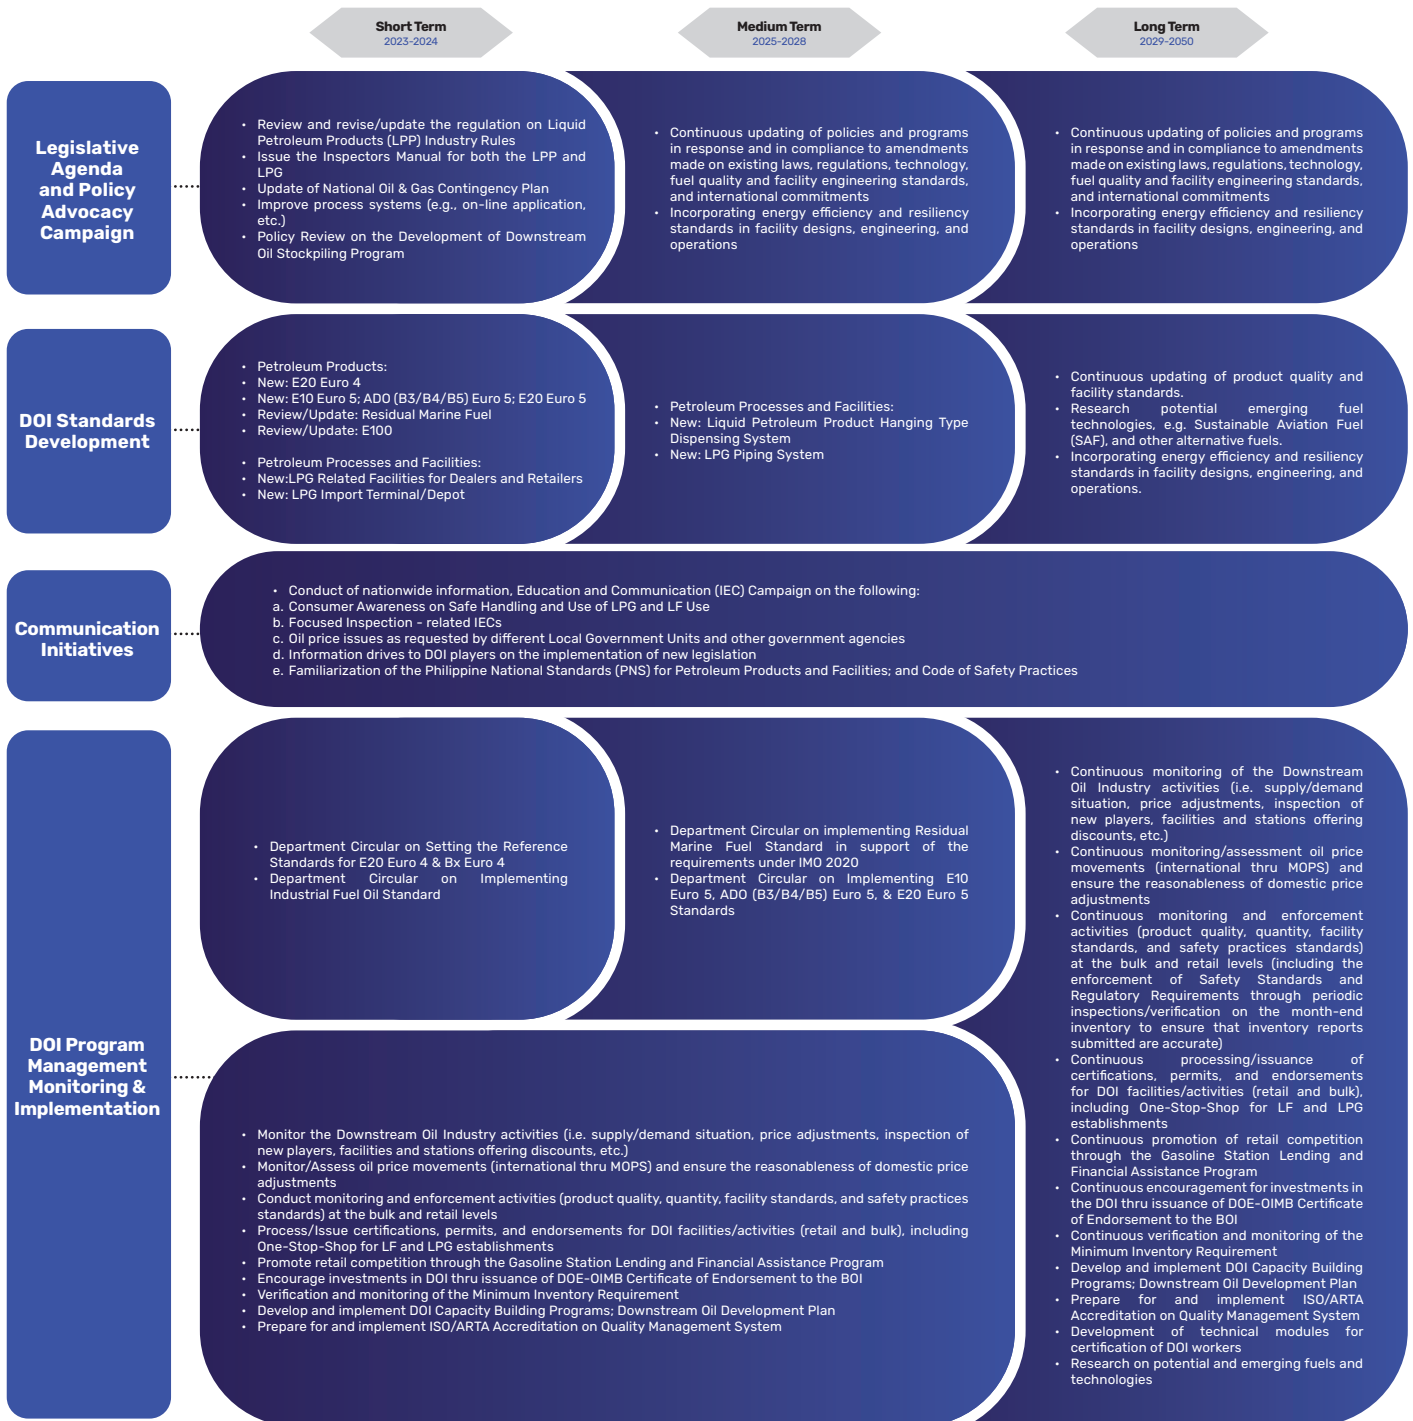 Short Term
2023-2024
Medium Term
2025-2028
Long Term
2029-2050
Legislative
Agenda
and Policy
Advocacy
Campaign
• Review and revise/update the regulation on Liquid
Petroleum Products (LPP) Industry Rules
• Issue the Inspectors Manual for both the LPP and
LPG
• Update of National Oil & Gas Contingency Plan
• Improve process systems (e.g., on-line application,
etc.)
• Policy Review on the Development of Downstream
Oil Stockpiling Program
• Continuous updating of policies and programs
in response and in compliance to amendments
made on existing laws, regulations, technology,
fuel quality and facility engineering standards,
and international commitments
• Incorporating energy efficiency and resiliency
standards in facility designs, engineering, and
operations
• Continuous updating of policies and programs
in response and in compliance to amendments
made on existing laws, regulations, technology,
fuel quality and facility engineering standards,
and international commitments
• Incorporating energy efficiency and resiliency
standards in facility designs, engineering, and
operations
DOI Standards
Development
• Petroleum Products:
• New: E20 Euro 4
• New: E10 Euro 5; ADO (B3/B4/B5) Euro 5; E20 Euro 5
• Review/Update: Residual Marine Fuel
• Review/Update: E100
• Petroleum Processes and Facilities:
• New:LPG Related Facilities for Dealers and Retailers
• New: LPG Import Terminal/Depot
• Petroleum Processes and Facilities:
• New: Liquid Petroleum Product Hanging Type
Dispensing System
• New: LPG Piping System
• Continuous updating of product quality and
facility standards.
• Research potential emerging fuel
technologies, e.g. Sustainable Aviation Fuel
(SAF), and other alternative fuels.
• Incorporating energy efficiency and resiliency
standards in facility designs, engineering, and
operations.
Communication
Initiatives
• Conduct of nationwide information, Education and Communication (IEC) Campaign on the following:
a. Consumer Awareness on Safe Handling and Use of LPG and LF Use
b. Focused Inspection - related IECs
c. Oil price issues as requested by different Local Government Units and other government agencies
d. Information drives to DOI players on the implementation of new legislation
e. Familiarization of the Philippine National Standards (PNS) for Petroleum Products and Facilities; and Code of Safety Practices
DOI Program
Management
Monitoring &
Implementation
• Department Circular on Setting the Reference
Standards for E20 Euro 4 & Bx Euro 4
• Department Circular on Implementing
Industrial Fuel Oil Standard
• Department Circular on implementing Residual
Marine Fuel Standard in support of the
requirements under IMO 2020
• Department Circular on Implementing E10
Euro 5, ADO (B3/B4/B5) Euro 5, & E20 Euro 5
Standards
• Monitor the Downstream Oil Industry activities (i.e. supply/demand situation, price adjustments, inspection of
new players, facilities and stations offering discounts, etc.)
• Monitor/Assess oil price movements (international thru MOPS) and ensure the reasonableness of domestic price
adjustments
• Conduct monitoring and enforcement activities (product quality, quantity, facility standards, and safety practices
standards) at the bulk and retail levels
• Process/Issue certifications, permits, and endorsements for DOI facilities/activities (retail and bulk), including
One-Stop-Shop for LF and LPG establishments
• Promote retail competition through the Gasoline Station Lending and Financial Assistance Program
• Encourage investments in DOI thru issuance of DOE-OIMB Certificate of Endorsement to the BOI
• Verification and monitoring of the Minimum Inventory Requirement
• Develop and implement DOI Capacity Building Programs; Downstream Oil Development Plan
• Prepare for and implement ISO/ARTA Accreditation on Quality Management System
• Continuous monitoring of the Downstream
Oil Industry activities (i.e. supply/demand
situation, price adjustments, inspection of
new players, facilities and stations offering
discounts, etc.)
• Continuous monitoring/assessment oil price
movements (international thru MOPS) and
ensure the reasonableness of domestic price
adjustments
• Continuous monitoring and enforcement
activities (product quality, quantity, facility
standards, and safety practices standards)
at the bulk and retail levels (including the
enforcement of Safety Standards and
Regulatory Requirements through periodic
inspections/verification on the month-end
inventory to ensure that inventory reports
submitted are accurate)
• Continuous processing/issuance of
certifications, permits, and endorsements
for DOI facilities/activities (retail and bulk),
including One-Stop-Shop for LF and LPG
establishments
• Continuous promotion of retail competition
through the Gasoline Station Lending and
Financial Assistance Program
• Continuous encouragement for investments in
the DOI thru issuance of DOE-OIMB Certificate
of Endorsement to the BOI
• Continuous verification and monitoring of the
Minimum Inventory Requirement
• Develop and implement DOI Capacity Building
Programs; Downstream Oil Development Plan
• Prepare for and implement ISO/ARTA
Accreditation on Quality Management System
• Development of technical modules for
certification of DOI workers
• Research on potential and emerging fuels and
technologies